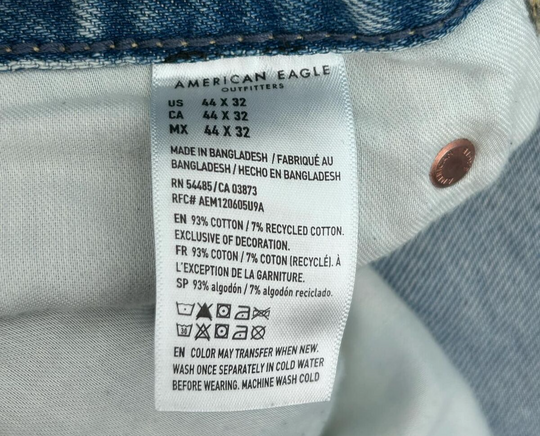 AMERICAN EAGLE
OUTFITTERS
US 44 X 32
CA 44 X 32
MX 44 X 32
MADE IN BANGLADESH / FABRIQUÉ AU
BANGLADESH / HECHO EN BANGLADESH
RN 54485/CA 03873
RFC# AEM120605U9A
EN 93% COTTON / 7% RECYCLED COTTON.
EXCLUSIVE OF DECORATION.
FR 93% COTON / 7% COTON (RECYCLÉ). À
L'EXCEPTION DE LA GARNITURE.
SP 93% algodón / 7% algodón reciclado.
EN COLOR MAY TRANSFER WHEN NEW.
WASH ONCE SEPARATELY IN COLD WATER
BEFORE WEARING. MACHINE WASH COLD